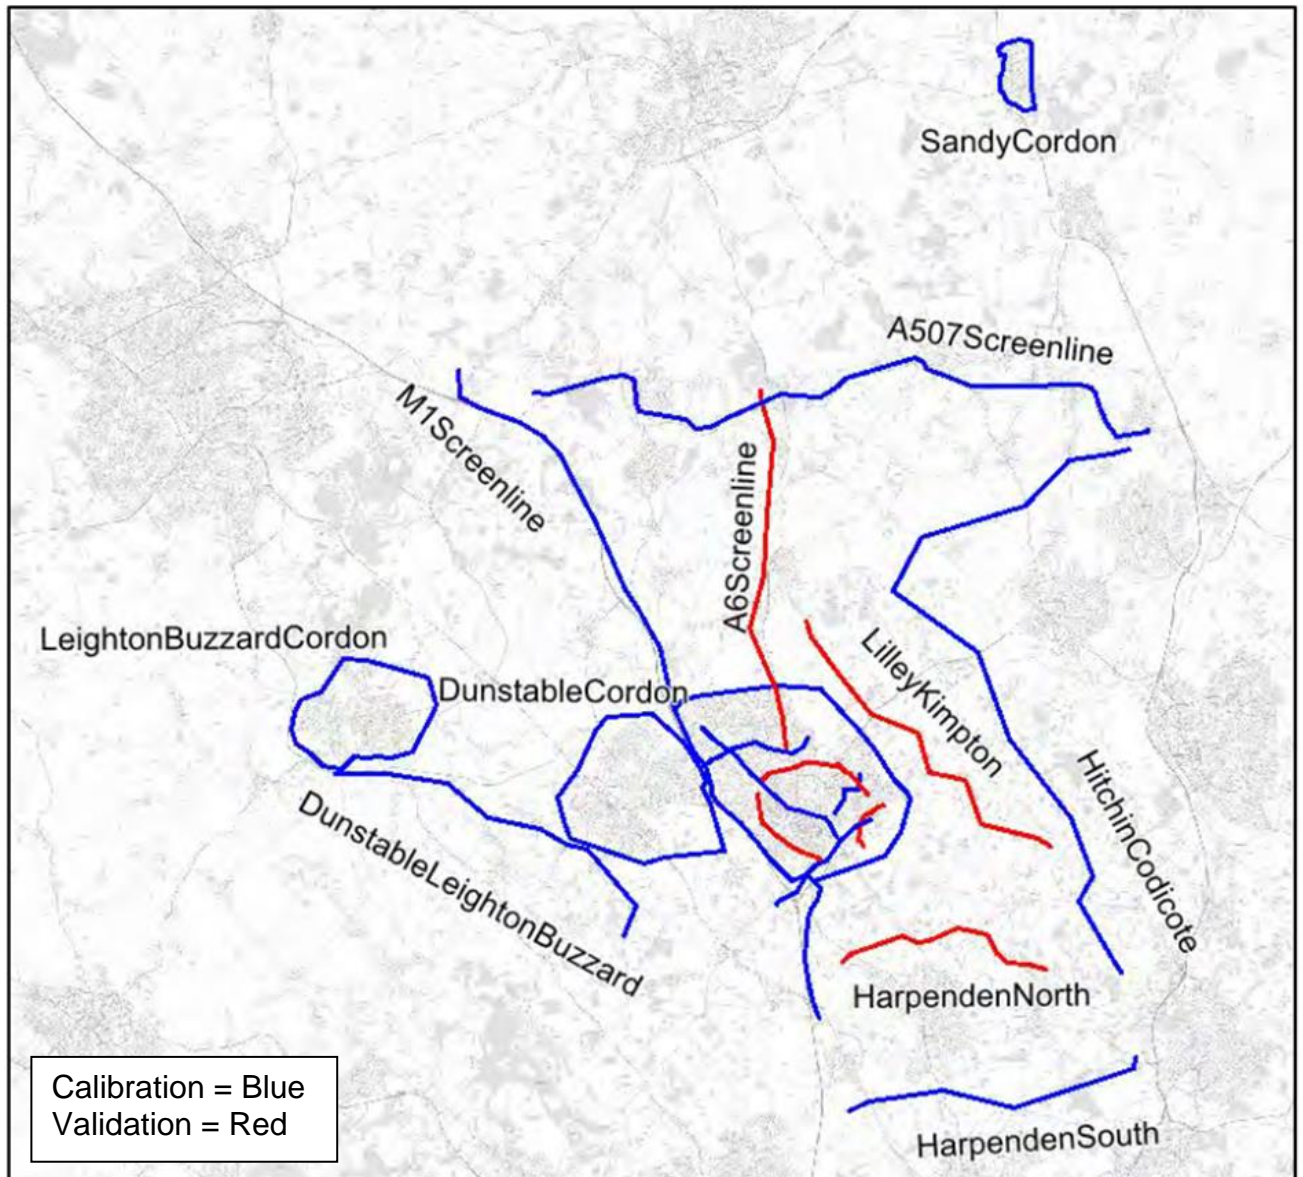 SandyCordon
A507Screenline
M1Screenline
A6Screenline
LeightonBuzzardCordon
LilleyKimpton
DunstableCordon
HitchinCodicote
DunstableLeightonBuzzard
HarpendenNorth
Calibration = Blue
Validation = Red
HarpendenSouth